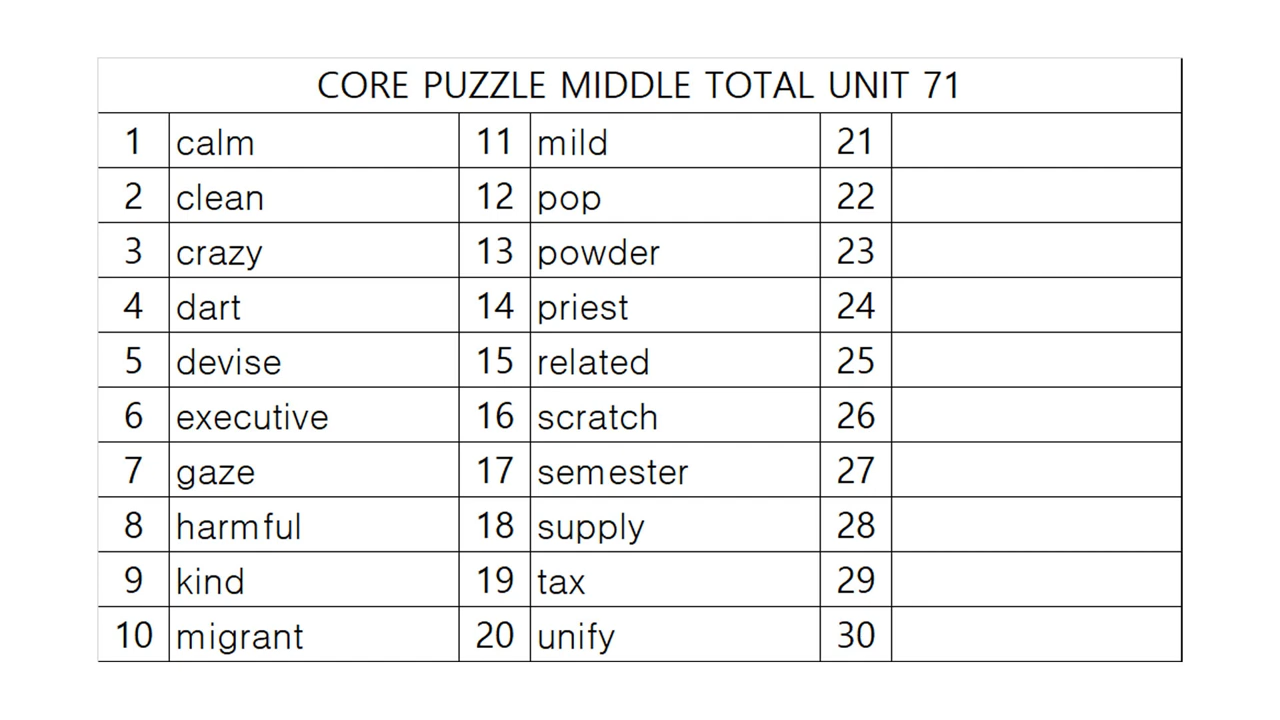 CORE PUZZLE MIDDLE TOTAL UNIT 71
1 calm 11 mild 21
2 clean 12 pop 22
3 crazy 13 powder 23
4 dart 14 priest 24
5 devise 15 related 25
6 executive 16 scratch 26
7 gaze 17 semester 27
8 harmful 18 supply 28
9 kind 19 tax 29
10 migrant 20 unify 30